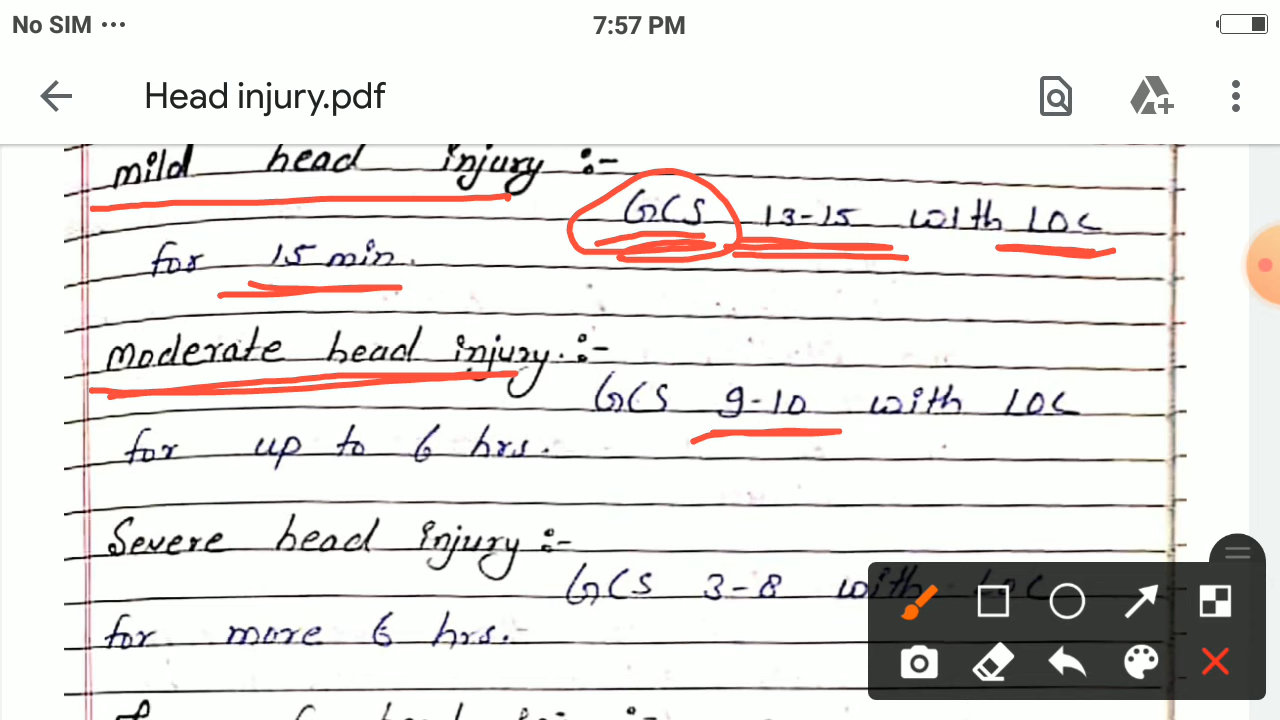 No SIM ...
7:57 PM
Head injury.pdf
mild head injury :-
GCS 13-15 with LOC
for 15 min.
Moderate head injury. :-
GCS 9-10 with LOC
for up to 6 hrs.
Severe head injury :-
GCS 3-8 with LOC
for more 6 hrs.-